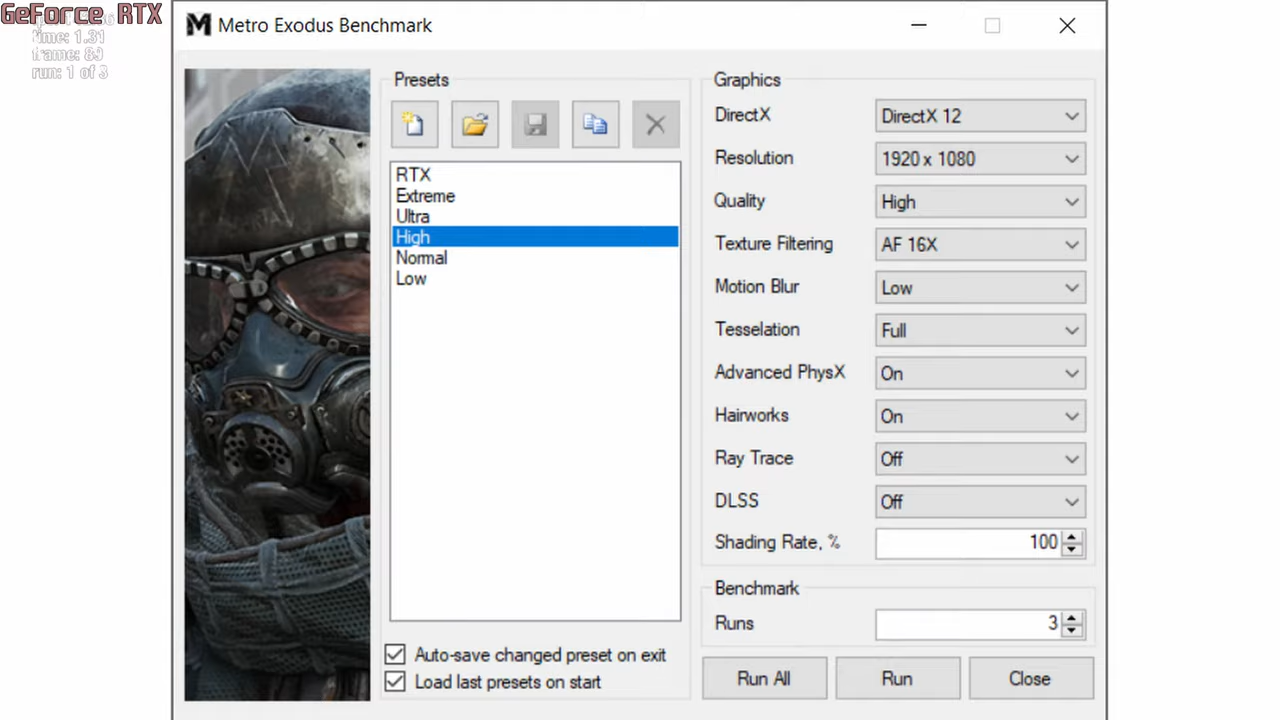 GeForce RTX
time: 1.31
frame: 89
run: 1 of 3
Metro Exodus Benchmark
Presets
RTX
Extreme
Ultra
High
Normal
Low
Auto-save changed preset on exit
Load last presets on start
Graphics
DirectX DirectX 12
Resolution 1920 x 1080
Quality High
Texture Filtering AF 16X
Motion Blur Low
Tesselation Full
Advanced PhysX On
Hairworks On
Ray Trace Off
DLSS Off
Shading Rate, % 100
Benchmark
Runs 3
Run All Run Close